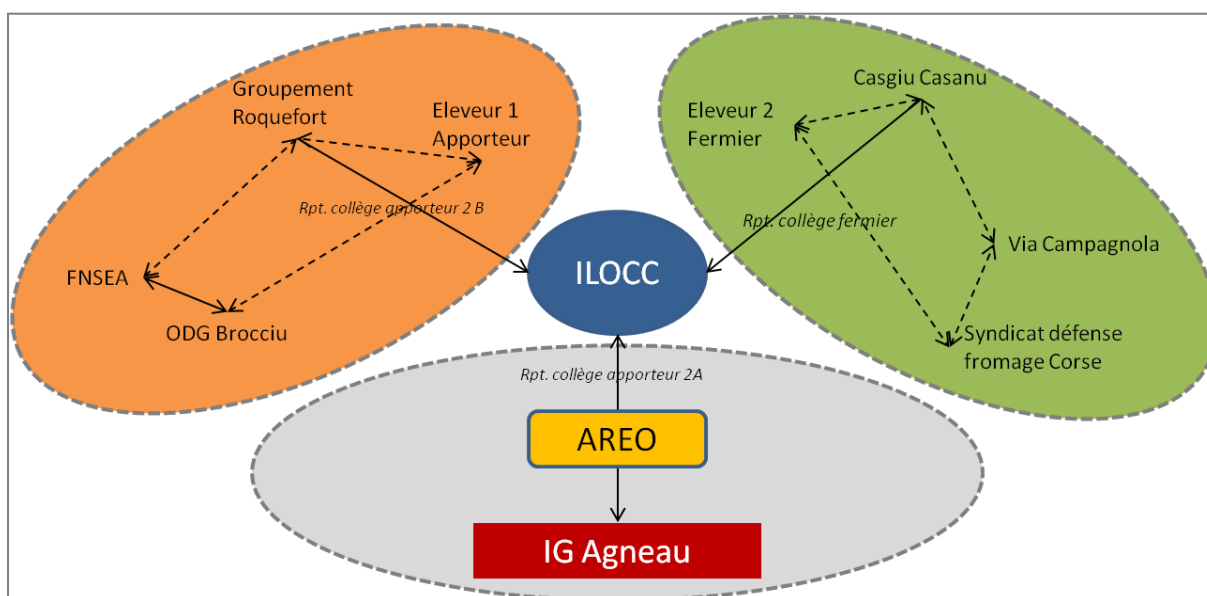 Groupement
Roquefort
Eleveur 1
Apporteur
Rpt. collège apporteur 2 B
FNSEA
ODG Brocciu
Casgiu Casanu
Eleveur 2
Fermier
Rpt. collège fermier
Via Campagnola
Syndicat défense
fromage Corse
ILOCC
Rpt. collège apporteur 2A
AREO
IG Agneau